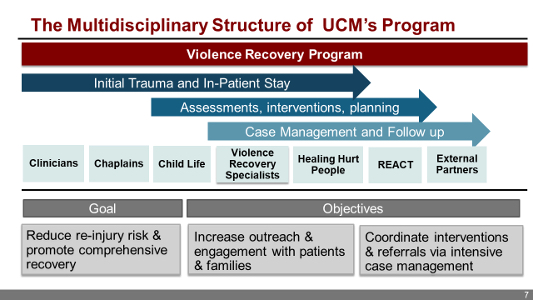 The Multidisciplinary Structure of UCM's Program
Violence Recovery Program
Initial Trauma and In-Patient Stay
Assessments, interventions, planning
Case Management and Follow up
Clinicians
Chaplains
Child Life
Violence
Recovery
Specialists
Healing Hurt
People
REACT
External
Partners
Goal
Objectives
Reduce re-injury risk &
promote comprehensive
recovery
Increase outreach &
engagement with patients
& families
Coordinate interventions
& referrals via intensive
case management
7